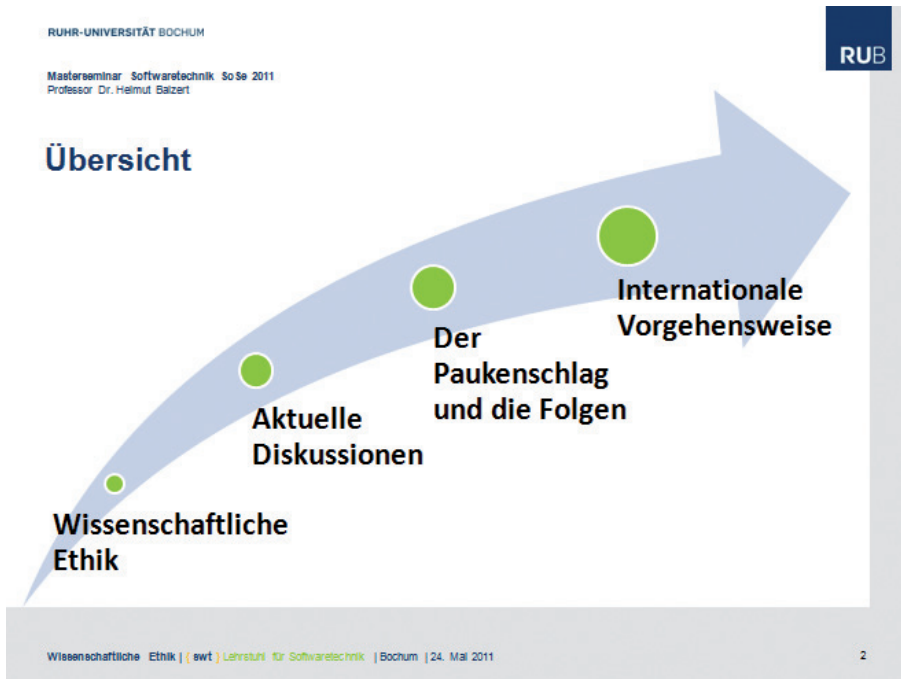 RUHR-UNIVERSITÄT BOCHUM
RUB
Masterseminar Softwaretechnik SoSe 2011
Professor Dr. Helmut Balzert
Übersicht
Internationale
Vorgehensweise
Der
Paukenschlag
und die Folgen
Aktuelle
Diskussionen
Wissenschaftliche
Ethik
Wissenschaftliche Ethik | { swt } Lehrstuhl für Softwaretechnik | Bochum | 24. Mai 2011
2